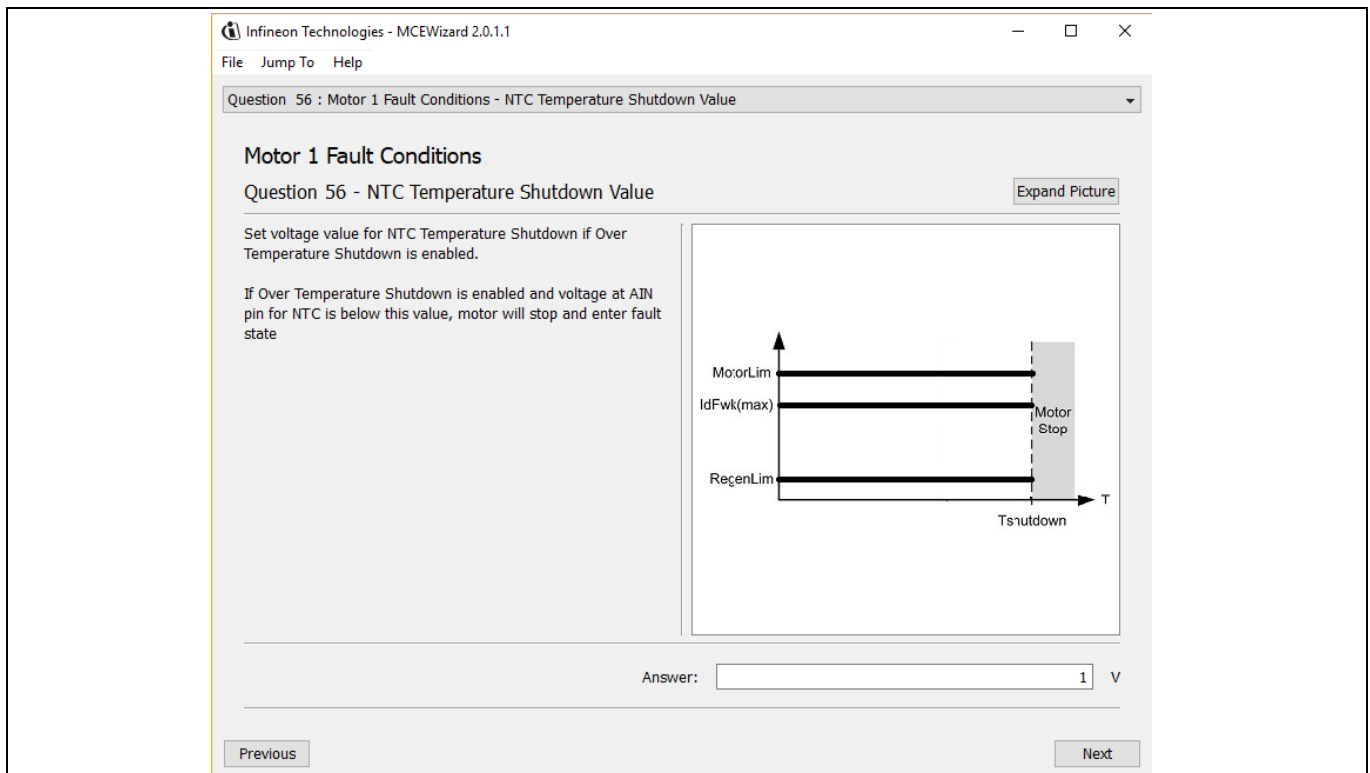 Infineon Technologies - MCEWizard 2.0.1.1
File Jump To Help
Question 56 : Motor 1 Fault Conditions - NTC Temperature Shutdown Value
Motor 1 Fault Conditions
Question 56 - NTC Temperature Shutdown Value
Expand Picture
Set voltage value for NTC Temperature Shutdown if Over
Temperature Shutdown is enabled.
If Over Temperature Shutdown is enabled and voltage at AIN
pin for NTC is below this value, motor will stop and enter fault
state
MotorLim
IdFwk(max)
Motor
Stop
RegenLim
T
Tshutdown
Answer: 1 V
Previous
Next